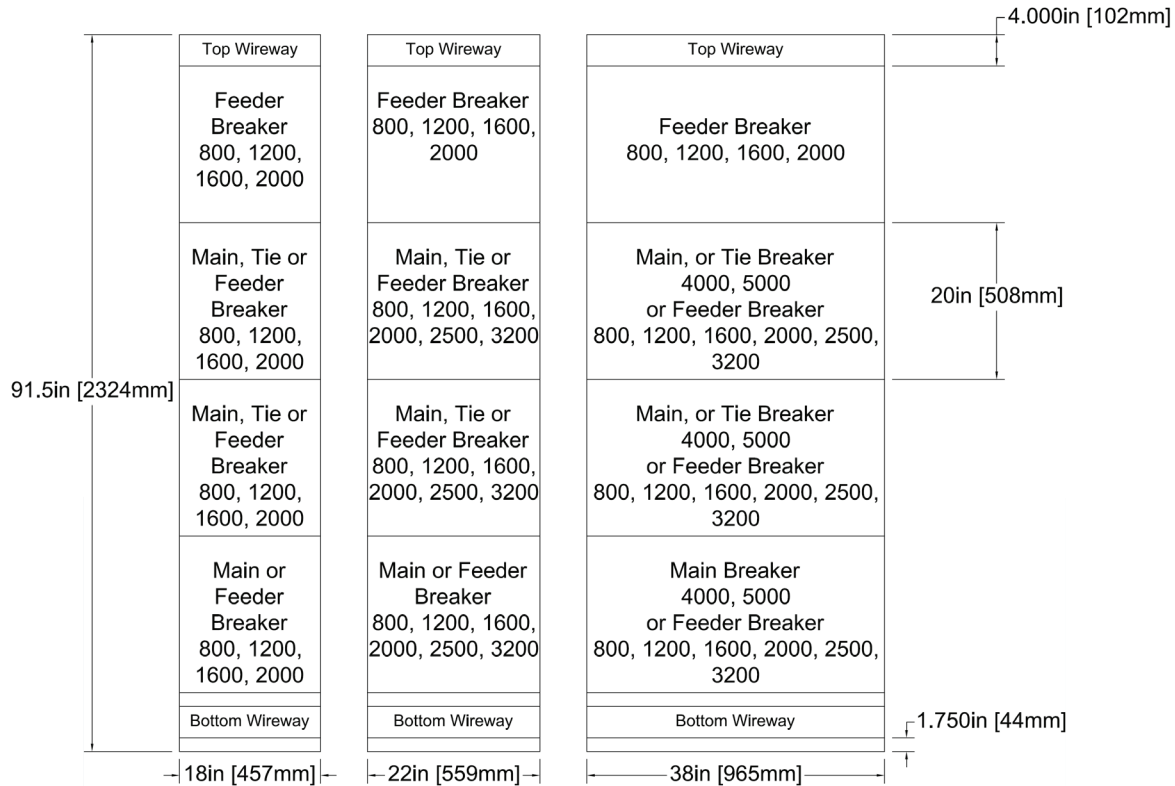 4.000in [102mm]
Top Wireway
Top Wireway
Top Wireway
Feeder
Breaker
800, 1200,
1600, 2000
Feeder Breaker
800, 1200, 1600,
2000
Feeder Breaker
800, 1200, 1600, 2000
Main, Tie or
Feeder
Breaker
800, 1200,
1600, 2000
Main, Tie or
Feeder Breaker
800, 1200, 1600,
2000, 2500, 3200
Main, or Tie Breaker
4000, 5000
or Feeder Breaker
800, 1200, 1600, 2000, 2500,
3200
20in [508mm]
91.5in [2324mm]
Main, Tie or
Feeder
Breaker
800, 1200,
1600, 2000
Main, Tie or
Feeder Breaker
800, 1200, 1600,
2000, 2500, 3200
Main, or Tie Breaker
4000, 5000
or Feeder Breaker
800, 1200, 1600, 2000, 2500,
3200
Main or
Feeder
Breaker
800, 1200,
1600, 2000
Main or Feeder
Breaker
800, 1200, 1600,
2000, 2500, 3200
Main Breaker
4000, 5000
or Feeder Breaker
800, 1200, 1600, 2000, 2500,
3200
Bottom Wireway
Bottom Wireway
Bottom Wireway
1.750in [44mm]
18in [457mm]
22in [559mm]
38in [965mm]